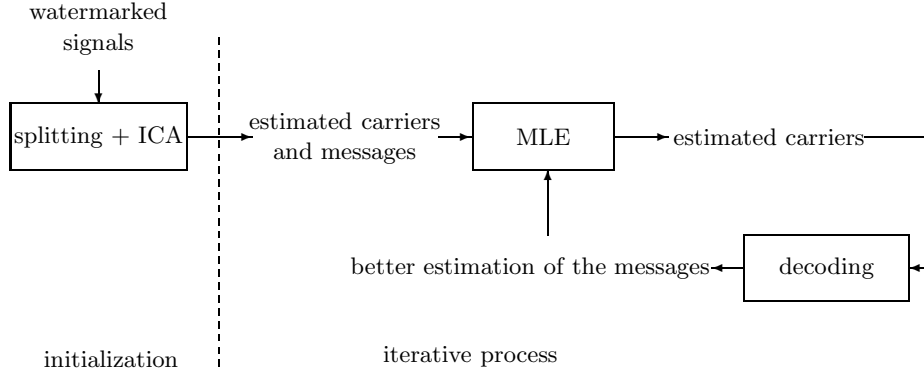 watermarked
signals
splitting + ICA
estimated carriers
and messages
MLE
estimated carriers
better estimation of the messages
decoding
initialization
iterative process